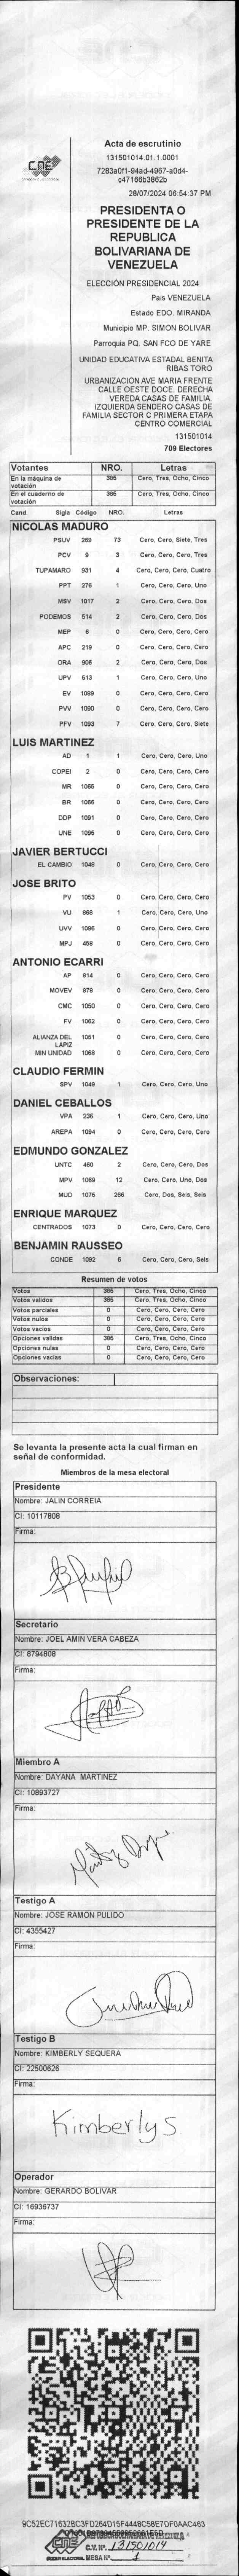 Acta de escrutinio
131501014.01.1.0001
7283a0f1-94ad-4967-a0d4-
c47166b3862b
28/07/2024 06:54:37 PM
CNE
PRESIDENTA O
PRESIDENTE DE LA
REPUBLICA
BOLIVARIANA DE
VENEZUELA
ELECCIÓN PRESIDENCIAL 2024
País VENEZUELA
Estado EDO. MIRANDA
Municipio MP. SIMON BOLIVAR
Parroquia PQ. SAN FCO DE YARE
UNIDAD EDUCATIVA ESTADAL BENITA
RIBAS TORO
URBANIZACIÓN AVE MARIA FRENTE
CALLE OESTE DOCE. DERECHA
VEREDA CASAS DE FAMILIA.
IZQUIERDA SENDERO CASAS DE
FAMILIA SECTOR C PRIMERA ETAPA
CENTRO COMERCIAL
131501014
709 Electores
Votantes NRO. Letras
En la máquina de votación 385 Cero, Tres, Ocho, Cinco
En el cuaderno de votación 385 Cero, Tres, Ocho, Cinco
Cand. Sigla Código NRO. Letras
NICOLAS MADURO
PSUV 269 73 Cero, Cero, Siete, Tres
PCV 9 3 Cero, Cero, Cero, Tres
TUPAMARO 931 4 Cero, Cero, Cero, Cuatro
PPT 276 1 Cero, Cero, Cero, Uno
MSV 1017 2 Cero, Cero, Cero, Dos
PODEMOS 514 2 Cero, Cero, Cero, Dos
MEP 6 0 Cero, Cero, Cero, Cero
APC 219 0 Cero, Cero, Cero, Cero
ORA 908 2 Cero, Cero, Cero, Dos
UPV 513 1 Cero, Cero, Cero, Uno
EV 1089 0 Cero, Cero, Cero, Cero
PVV 1090 0 Cero, Cero, Cero, Cero
PFV 1093 7 Cero, Cero, Cero, Siete
LUIS MARTINEZ
AD 1 1 Cero, Cero, Cero, Uno
COPEI 2 0 Cero, Cero, Cero, Cero
MR 1065 0 Cero, Cero, Cero, Cero
BR 1066 0 Cero, Cero, Cero, Cero
DDP 1091 0 Cero, Cero, Cero, Cero
UNE 1095 0 Cero, Cero, Cero, Cero
JAVIER BERTUCCI
EL CAMBIO 1048 0 Cero, Cero, Cero, Cero
JOSE BRITO
PV 1053 0 Cero, Cero, Cero, Cero
VU 868 1 Cero, Cero, Cero, Uno
UVV 1096 0 Cero, Cero, Cero, Cero
MPJ 458 0 Cero, Cero, Cero, Cero
ANTONIO ECARRI
AP 814 0 Cero, Cero, Cero, Cero
MOVEV 878 0 Cero, Cero, Cero, Cero
CMC 1050 0 Cero, Cero, Cero, Cero
FV 1062 0 Cero, Cero, Cero, Cero
ALIANZA DEL LAPIZ 1051 0 Cero, Cero, Cero, Cero
MIN UNIDAD 1068 0 Cero, Cero, Cero, Cero
CLAUDIO FERMIN
SPV 1049 1 Cero, Cero, Cero, Uno
DANIEL CEBALLOS
VPA 236 1 Cero, Cero, Cero, Uno
AREPA 1094 0 Cero, Cero, Cero, Cero
EDMUNDO GONZALEZ
UNTC 460 2 Cero, Cero, Cero, Dos
MPV 1069 12 Cero, Cero, Uno, Dos
MUD 1075 266 Cero, Dos, Seis, Seis
ENRIQUE MARQUEZ
CENTRADOS 1073 0 Cero, Cero, Cero, Cero
BENJAMIN RAUSSEO
CONDE 1092 6 Cero, Cero, Cero, Seis
Resumen de votos
Votos 385 Cero, Tres, Ocho, Cinco
Votos validos 385 Cero, Tres, Ocho, Cinco
Votos parciales 0 Cero, Cero, Cero, Cero
Votos nulos 0 Cero, Cero, Cero, Cero
Votos vacios 0 Cero, Cero, Cero, Cero
Opciones validas 385 Cero, Tres, Ocho, Cinco
Opciones nulas 0 Cero, Cero, Cero, Cero
Opciones vacias 0 Cero, Cero, Cero, Cero
Observaciones:
Se levanta la presente acta la cual firman en
señal de conformidad.
Miembros de la mesa electoral
Presidente
Nombre: JALIN CORREIA
CI: 10117808
Firma:
Secretario
Nombre: JOEL AMIN VERA CABEZA
CI: 8794808
Firma:
Miembro A
Nombre: DAYANA MARTINEZ
CI: 10893727
Firma:
Testigo A
Nombre: JOSE RAMON PULIDO
CI: 4355427
Firma:
Testigo B
Nombre: KIMBERLY SEQUERA
CI: 22500626
Firma:
Kimberly S
Operador
Nombre: GERARDO BOLIVAR
CI: 16936737
Firma:
9C52EC71632BC3FD264D15F4448C58E7DF0AAC463
CNE
PODER ELECTORAL
C.V. Nº. 131501014
MESA Nº. 1